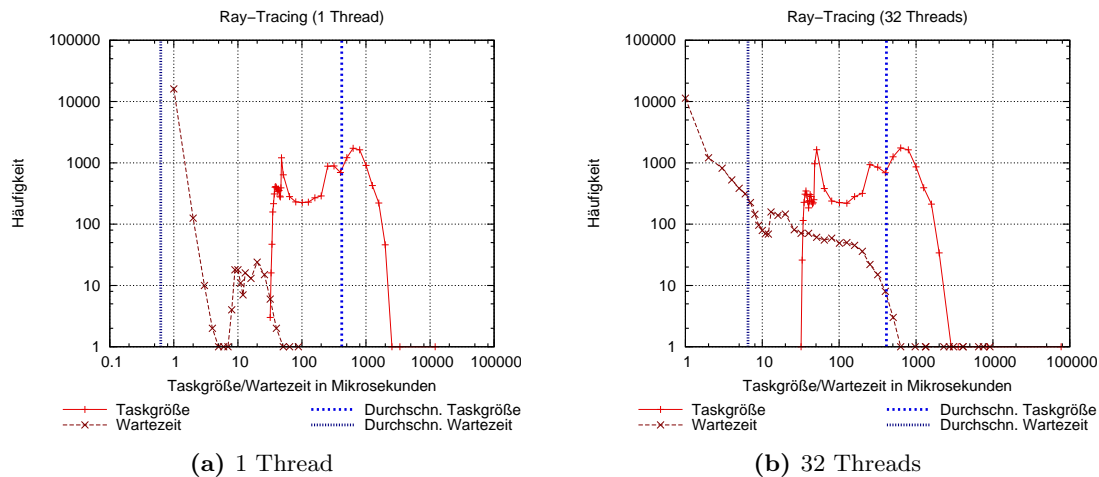 Ray−Tracing (1 Thread)
100000
10000
1000
100
10
1
0.1 1 10 100 1000 10000 100000
Häufigkeit
Taskgröße/Wartezeit in Mikrosekunden
Taskgröße
Wartezeit
Durchschn. Taskgröße
Durchschn. Wartezeit
(a) 1 Thread
Ray−Tracing (32 Threads)
100000
10000
1000
100
10
1
1 10 100 1000 10000 100000
Häufigkeit
Taskgröße/Wartezeit in Mikrosekunden
Taskgröße
Wartezeit
Durchschn. Taskgröße
Durchschn. Wartezeit
(b) 32 Threads